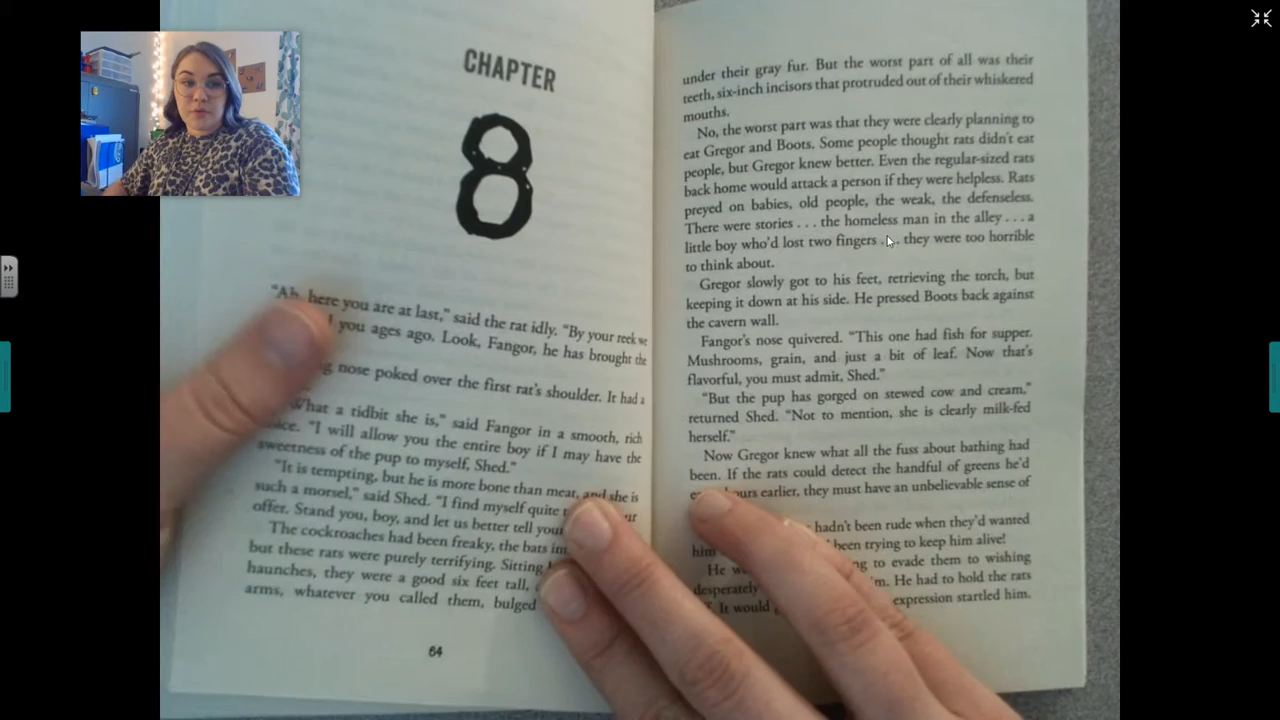 CHAPTER
8
"Ah, here you are at last," said the rat idly. "By your reek we
you ages ago. Look, Fangor, he has brought the
nose poked over the first rat's shoulder. It had a
What a tidbit she is," said Fangor in a smooth, rich
"I will allow you the entire boy if I may have the
sweetness of the pup to myself, Shed."
"It is tempting, but he is more bone than meat, and she is
such a morsel," said Shed. "I find myself quite
offer. Stand you, boy, and let us better tell
The cockroaches had been freaky, the bats
but these rats were purely terrifying. Sitting
haunches, they were a good six feet tall,
arms, whatever you called them, bulged
64
under their gray fur. But the worst part of all was their
teeth, six-inch incisors that protruded out of their whiskered
mouths.
No, the worst part was that they were clearly planning to
eat Gregor and Boots. Some people thought rats didn't eat
people, but Gregor knew better. Even the regular-sized rats
back home would attack a person if they were helpless. Rats
preyed on babies, old people, the weak, the defenseless.
There were stories . . . the homeless man in the alley . . . a
little boy who'd lost two fingers . . . they were too horrible
to think about.
Gregor slowly got to his feet, retrieving the torch, but
keeping it down at his side. He pressed Boots back against
the cavern wall.
Fangor's nose quivered. "This one had fish for supper.
Mushrooms, grain, and just a bit of leaf. Now that's
flavorful, you must admit, Shed."
"But the pup has gorged on stewed cow and cream,"
returned Shed. "Not to mention, she is clearly milk-fed
herself."
Now Gregor knew what all the fuss about bathing had
been. If the rats could detect the handful of greens he'd
hours earlier, they must have an unbelievable sense of
hadn't been rude when they'd wanted
him been trying to keep him alive!
He to evade them to wishing
desperately He had to hold the rats
It would expression startled him.